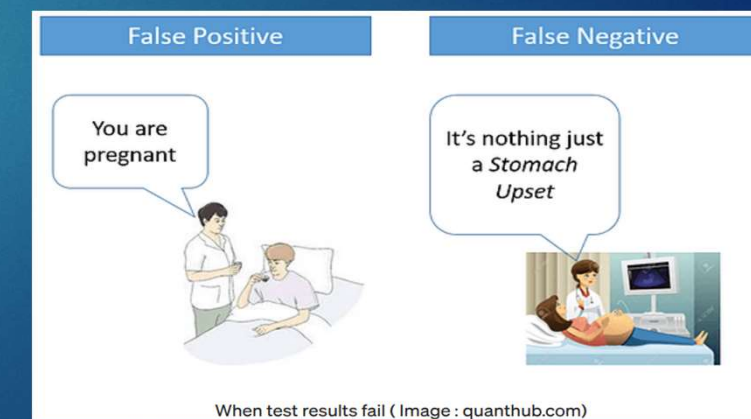 False Positive
False Negative
You are
pregnant
It's nothing just
a Stomach
Upset
When test results fail ( Image : quanthub.com)